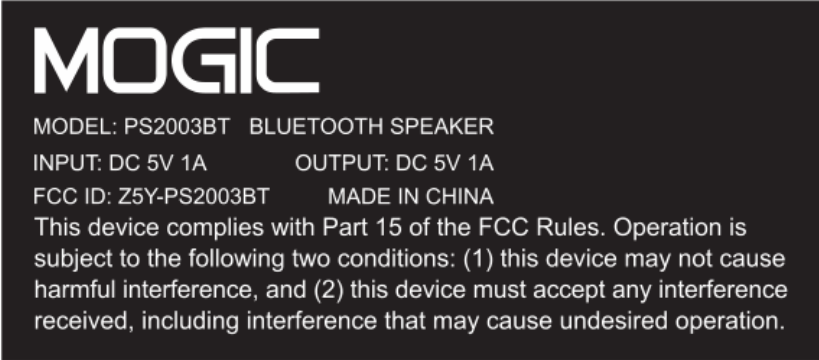 MOGIC
MODEL: PS2003BT BLUETOOTH SPEAKER
INPUT: DC 5V 1A OUTPUT: DC 5V 1A
FCC ID: Z5Y-PS2003BT MADE IN CHINA
This device complies with Part 15 of the FCC Rules. Operation is
subject to the following two conditions: (1) this device may not cause
harmful interference, and (2) this device must accept any interference
received, including interference that may cause undesired operation.